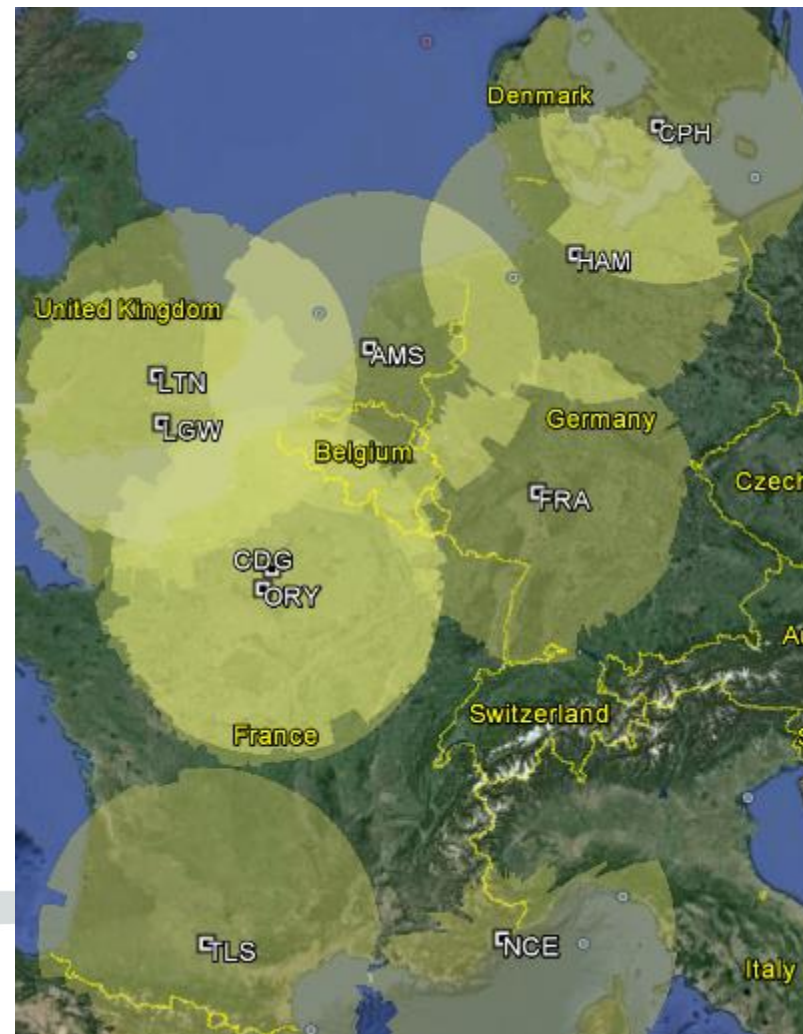 Denmark
CPH
HAM
United Kingdom
AMS
LTN
LGW
Germany
Belgium
Czech
FRA
CDG
ORY
Au
Switzerland
France
TLS
NCE
Italy